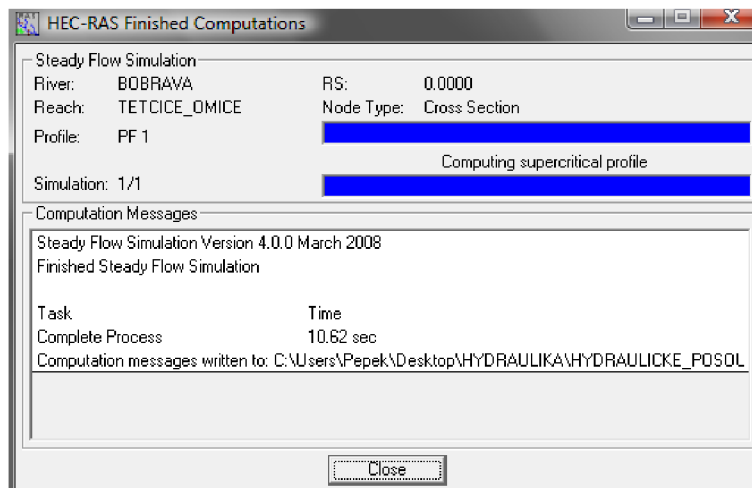 HEC-RAS Finished Computations
Steady Flow Simulation
River: BOBRAVA RS: 0.0000
Reach: TETCICE_OMICE Node Type: Cross Section
Profile: PF 1
Computing supercritical profile
Simulation: 1/1
Computation Messages
Steady Flow Simulation Version 4.0.0 March 2008
Finished Steady Flow Simulation
Task Time
Complete Process 10.62 sec
Computation messages written to: C:\Users\Pepek\Desktop\HYDRAULIKA\HYDRAULICKE_POSOL
Close